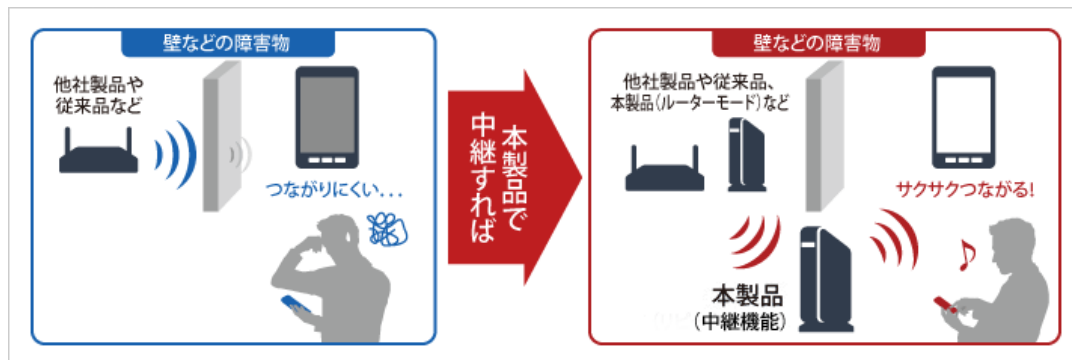 壁などの障害物
他社製品や
従来品など
つながりにくい...
本製品で
中継すれば
壁などの障害物
他社製品や従来品、
本製品(ルーターモード)など
サクサクつながる!
本製品
(中継機能)